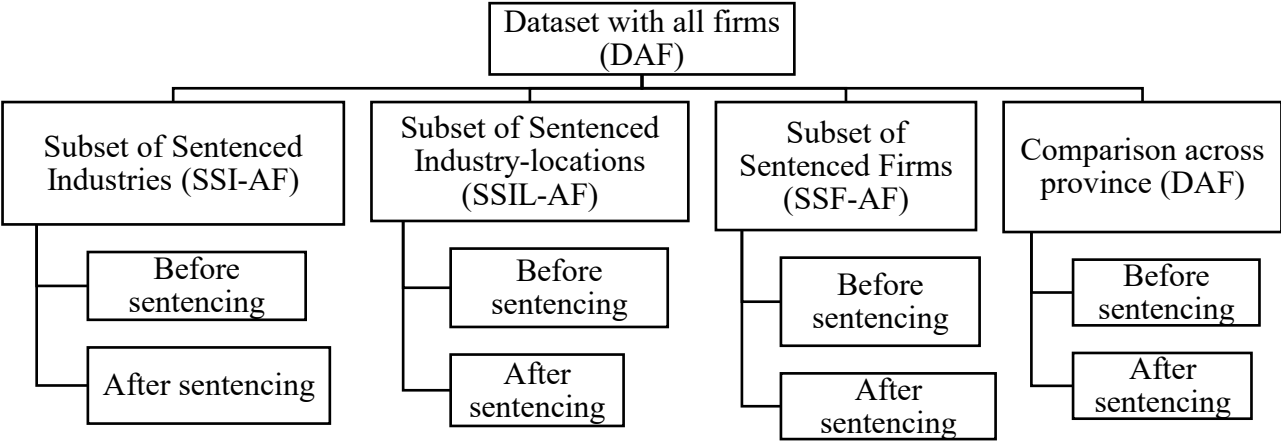 Dataset with all firms
(DAF)
Subset of Sentenced
Industries (SSI-AF)
Before
sentencing
After sentencing
Subset of Sentenced
Industry-locations
(SSIL-AF)
Before
sentencing
After
sentencing
Subset of
Sentenced Firms
(SSF-AF)
Before
sentencing
After
sentencing
Comparison across
province (DAF)
Before
sentencing
After
sentencing